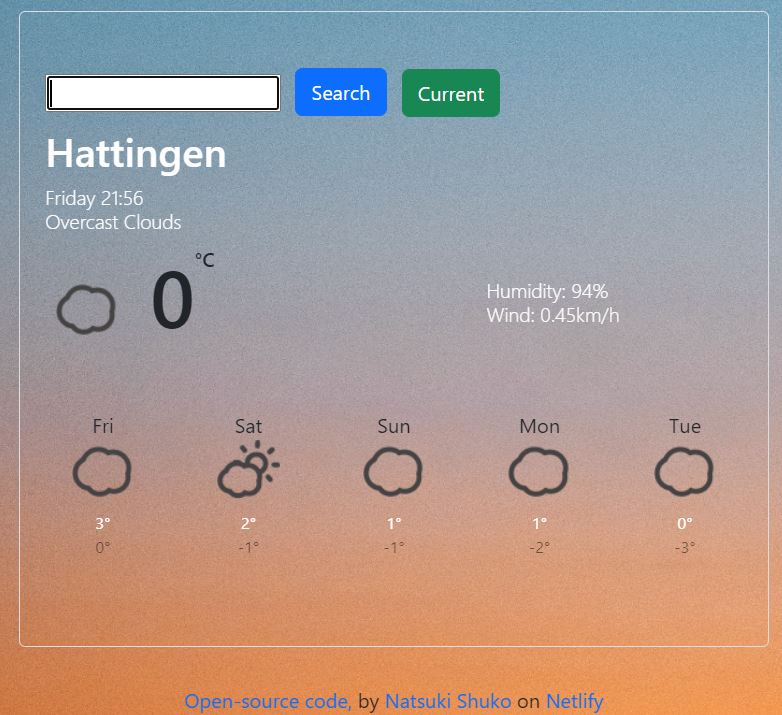 Search Current
Hattingen
Friday 21:56
Overcast Clouds
0 °C
Humidity: 94%
Wind: 0.45km/h
Fri Sat Sun Mon Tue
3° 2° 1° 1° 0°
0° -1° -1° -2° -3°
Open-source code, by Natsuki Shuko on Netlify